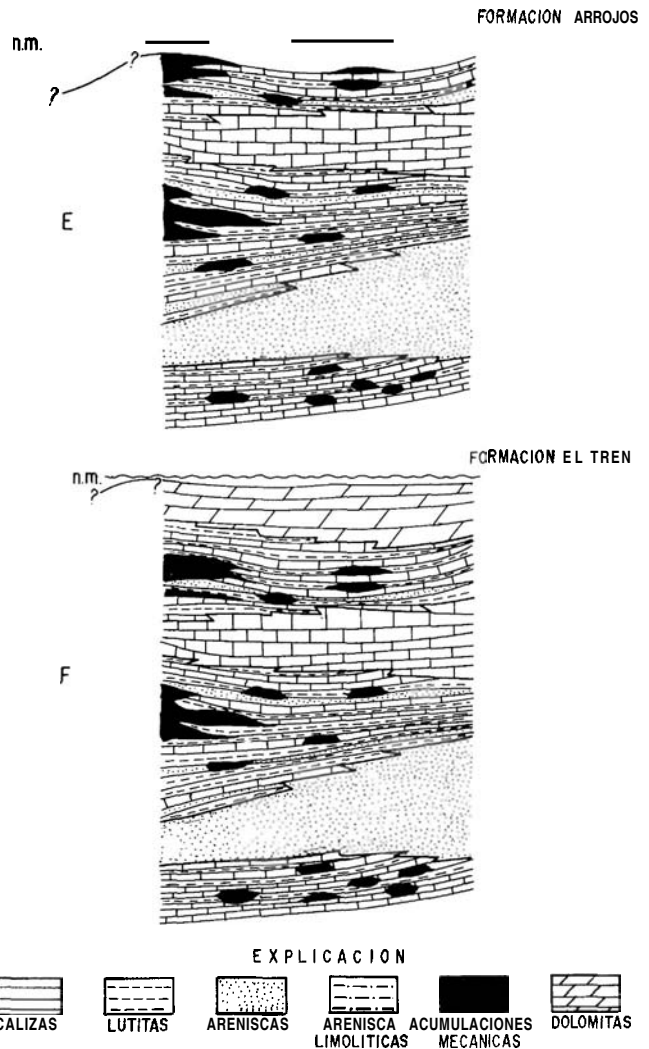 FORMACION ARROJOS
n.m.
?
?
E
FORMACION EL TREN
n.m.
?
?
F
EXPLICACION
CALIZAS
LUTITAS
ARENISCAS
ARENISCA LIMOLITICAS
ACUMULACIONES MECANICAS
DOLOMITAS